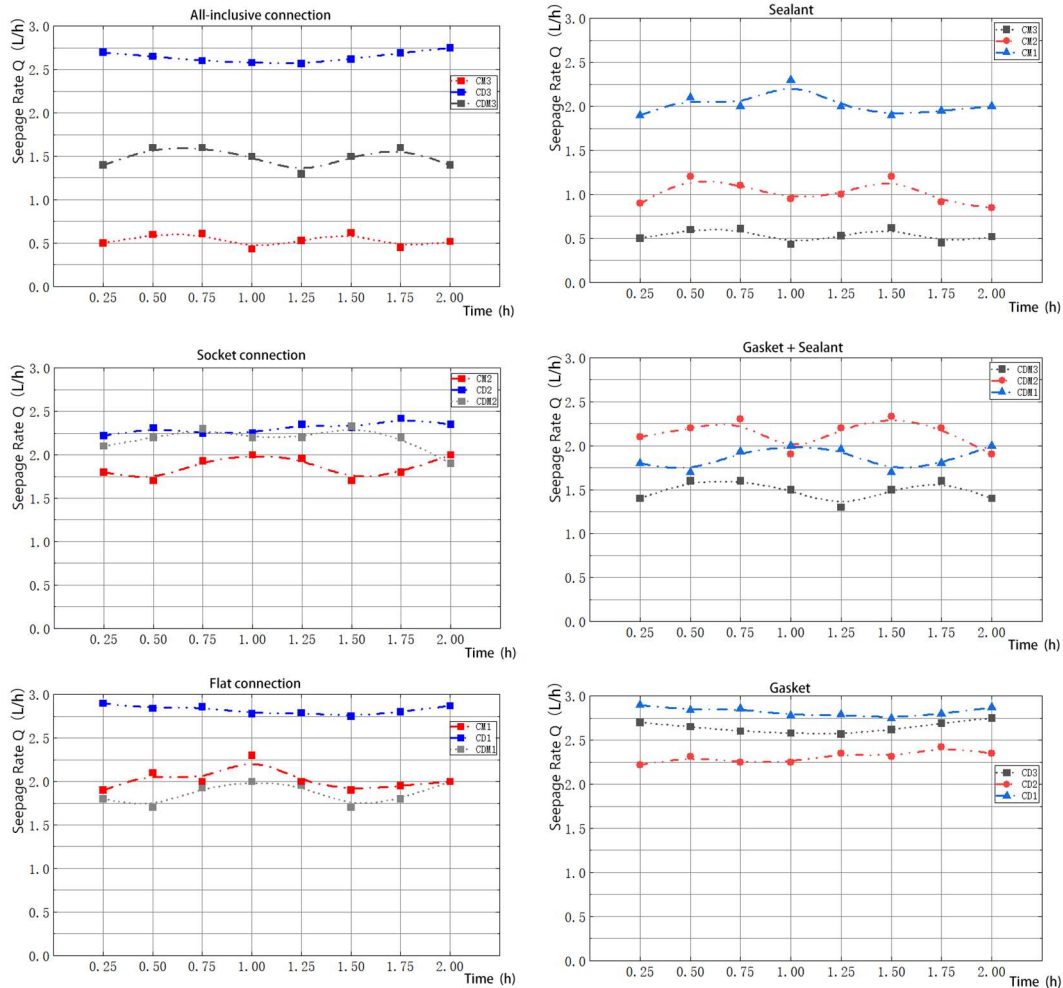 All-inclusive connection
Seepage Rate Q (L/h)
3.0
2.5
2.0
1.5
1.0
0.5
0.0
CM3
CD3
CDM3
0.25 0.50 0.75 1.00 1.25 1.50 1.75 2.00
Time (h)
Sealant
Seepage Rate Q (L/h)
3.0
2.5
2.0
1.5
1.0
0.5
0.0
CM3
CM2
CM1
0.25 0.50 0.75 1.00 1.25 1.50 1.75 2.00
Time (h)
Socket connection
Seepage Rate Q (L/h)
3.0
2.5
2.0
1.5
1.0
0.5
0.0
CM2
CD2
CDM2
0.25 0.50 0.75 1.00 1.25 1.50 1.75 2.00
Time (h)
Gasket + Sealant
Seepage Rate Q (L/h)
3.0
2.5
2.0
1.5
1.0
0.5
0.0
CDM3
CDM2
CDM1
0.25 0.50 0.75 1.00 1.25 1.50 1.75 2.00
Time (h)
Flat connection
Seepage Rate Q (L/h)
3.0
2.5
2.0
1.5
1.0
0.5
0.0
CM1
CD1
CDM1
0.25 0.50 0.75 1.00 1.25 1.50 1.75 2.00
Time (h)
Gasket
Seepage Rate Q (L/h)
3.0
2.5
2.0
1.5
1.0
0.5
0.0
CD3
CD2
CD1
0.25 0.50 0.75 1.00 1.25 1.50 1.75 2.00
Time (h)